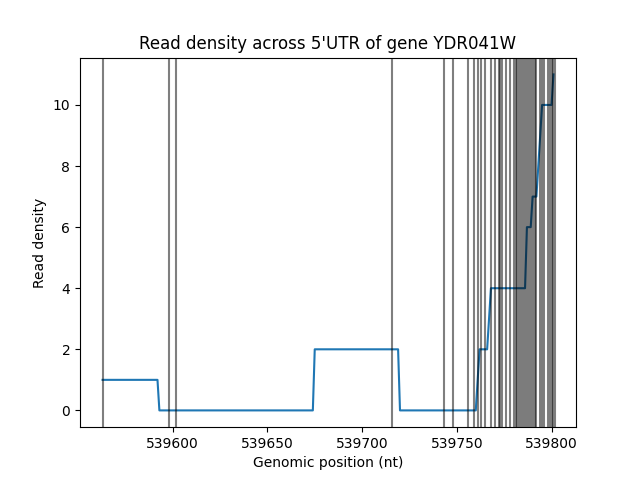 Read density across 5'UTR of gene YDR041W
Read density
10
8
6
4
2
0
539600 539650 539700 539750 539800
Genomic position (nt)